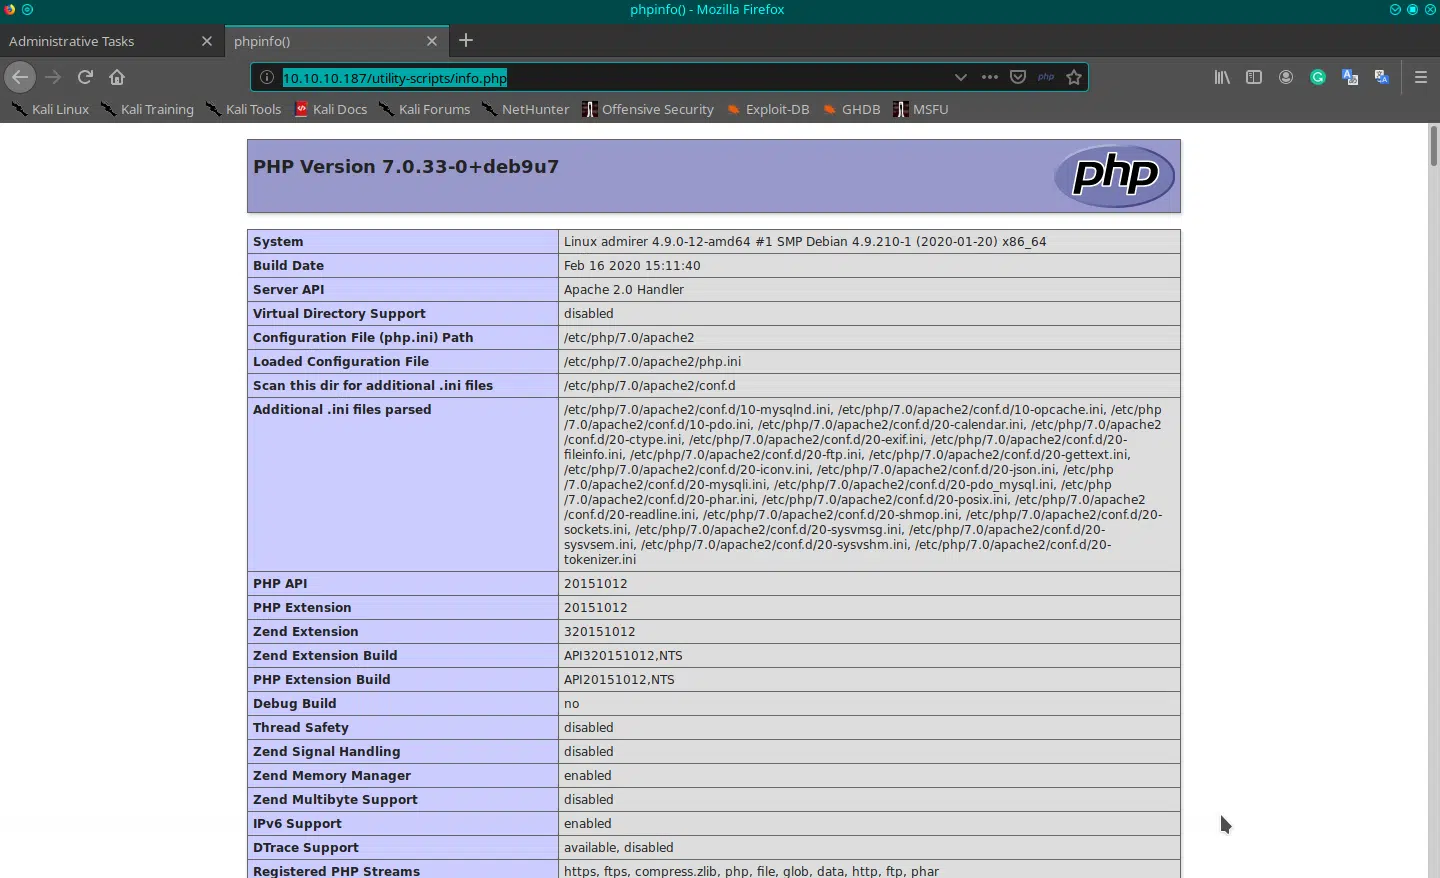 phpinfo() - Mozilla Firefox
Administrative Tasks
phpinfo()
10.10.10.187/utility-scripts/info.php
php
Kali Linux Kali Training Kali Tools Kali Docs Kali Forums NetHunter Offensive Security Exploit-DB GHDB MSFU
PHP Version 7.0.33-0+deb9u7
php
System Linux admirer 4.9.0-12-amd64 #1 SMP Debian 4.9.210-1 (2020-01-20) x86_64
Build Date Feb 16 2020 15:11:40
Server API Apache 2.0 Handler
Virtual Directory Support disabled
Configuration File (php.ini) Path /etc/php/7.0/apache2
Loaded Configuration File /etc/php/7.0/apache2/php.ini
Scan this dir for additional .ini files /etc/php/7.0/apache2/conf.d
Additional .ini files parsed /etc/php/7.0/apache2/conf.d/10-mysqlnd.ini, /etc/php/7.0/apache2/conf.d/10-opcache.ini, /etc/php
/7.0/apache2/conf.d/10-pdo.ini, /etc/php/7.0/apache2/conf.d/20-calendar.ini, /etc/php/7.0/apache2
/conf.d/20-ctype.ini, /etc/php/7.0/apache2/conf.d/20-exif.ini, /etc/php/7.0/apache2/conf.d/20-
fileinfo.ini, /etc/php/7.0/apache2/conf.d/20-ftp.ini, /etc/php/7.0/apache2/conf.d/20-gettext.ini,
/etc/php/7.0/apache2/conf.d/20-iconv.ini, /etc/php/7.0/apache2/conf.d/20-json.ini, /etc/php
/7.0/apache2/conf.d/20-mysqli.ini, /etc/php/7.0/apache2/conf.d/20-pdo_mysql.ini, /etc/php
/7.0/apache2/conf.d/20-phar.ini, /etc/php/7.0/apache2/conf.d/20-posix.ini, /etc/php/7.0/apache2
/conf.d/20-readline.ini, /etc/php/7.0/apache2/conf.d/20-shmop.ini, /etc/php/7.0/apache2/conf.d/20-
sockets.ini, /etc/php/7.0/apache2/conf.d/20-sysvmsg.ini, /etc/php/7.0/apache2/conf.d/20-
sysvsem.ini, /etc/php/7.0/apache2/conf.d/20-sysvshm.ini, /etc/php/7.0/apache2/conf.d/20-
tokenizer.ini
PHP API 20151012
PHP Extension 20151012
Zend Extension 320151012
Zend Extension Build API320151012,NTS
PHP Extension Build API20151012,NTS
Debug Build no
Thread Safety disabled
Zend Signal Handling disabled
Zend Memory Manager enabled
Zend Multibyte Support disabled
IPv6 Support enabled
DTrace Support available, disabled
Registered PHP Streams https, ftps, compress.zlib, php, file, glob, data, http, ftp, phar